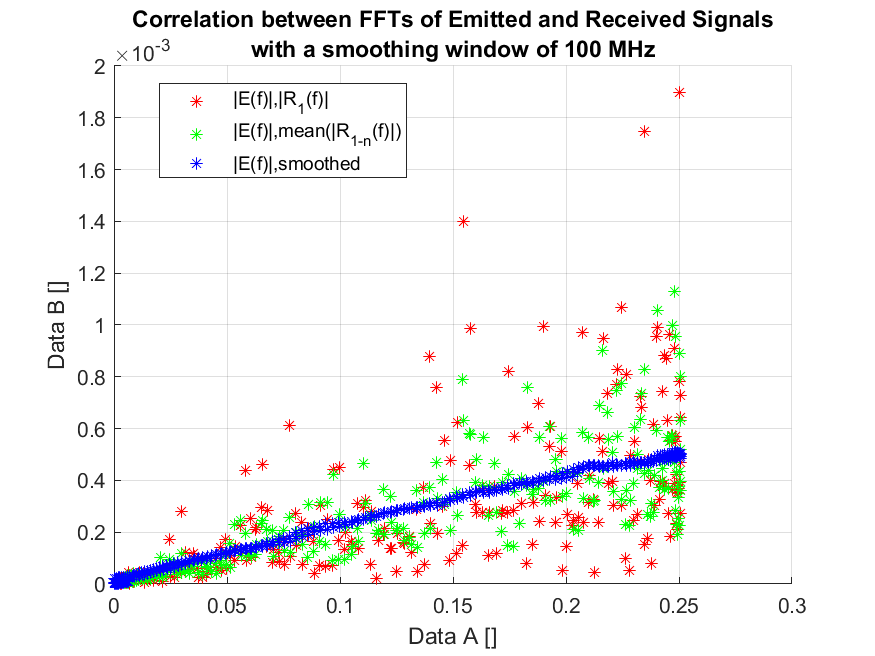 Correlation between FFTs of Emitted and Received Signals
with a smoothing window of 100 MHz
×10-3
2
1.8
1.6
1.4
1.2
1
0.8
0.6
0.4
0.2
0
|E(f)|,|R1(f)|
|E(f)|,mean(|R1-n(f)|)
|E(f)|,smoothed
Data B []
0 0.05 0.1 0.15 0.2 0.25 0.3
Data A []